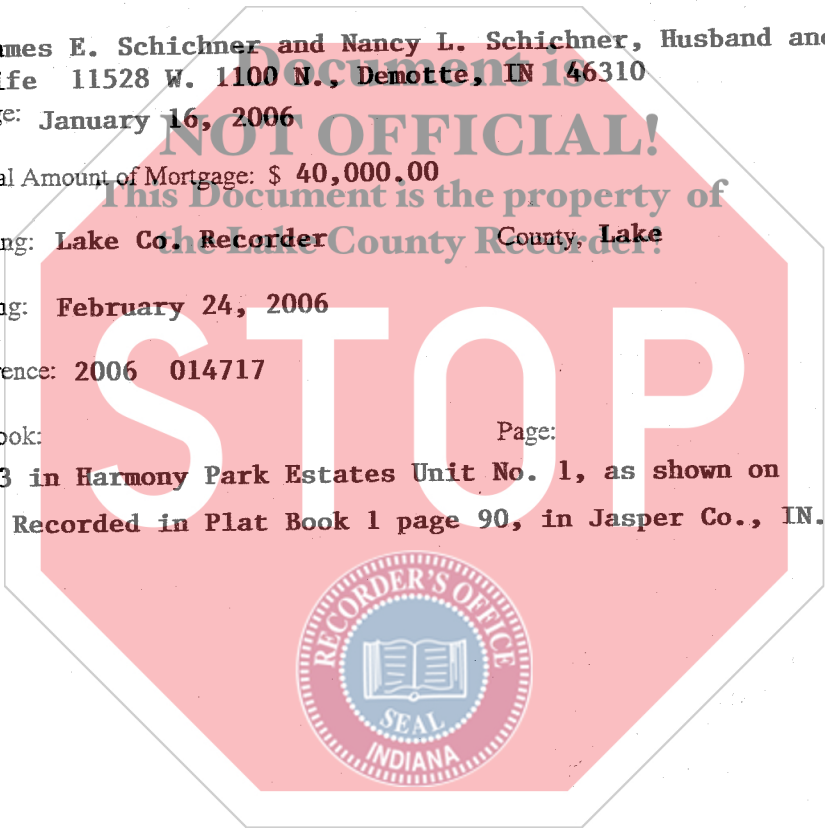 mes E. Schichner and Nancy L. Schichner, Husband and
ife 11528 W. 1100 N., Demotte, IN 46310
Document is
e: January 16, 2006
NOT OFFICIAL!
al Amount of Mortgage: $ 40,000.00
This Document is the property of
ng: Lake Co. Recorder County, Lake
the Lake County Recorder!
ng: February 24, 2006
ence: 2006 014717
STOP
ook: Page:
3 in Harmony Park Estates Unit No. 1, as shown on
Recorded in Plat Book 1 page 90, in Jasper Co., IN.
RECORDER'S OFFICE
SEAL
INDIANA